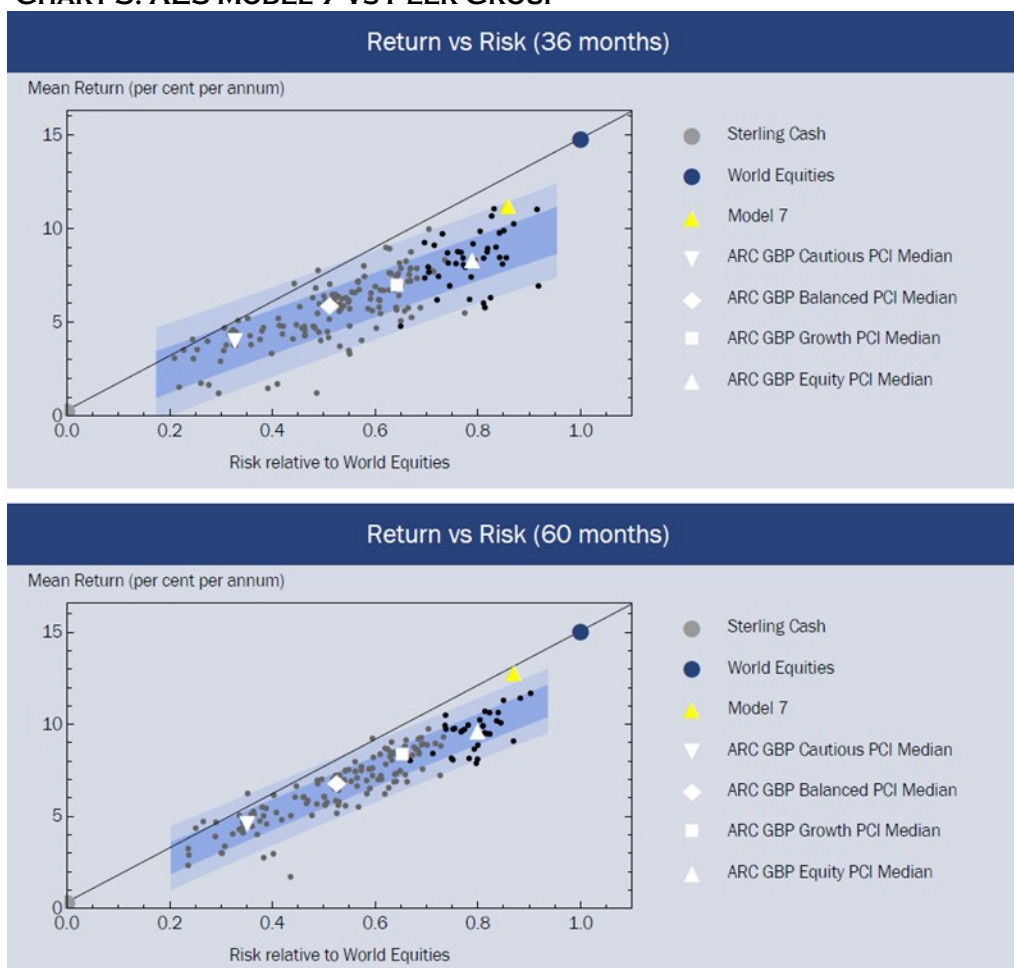 Return vs Risk (36 months)
Mean Return (per cent per annum)
15
10
5
0
0.0 0.2 0.4 0.6 0.8 1.0
Risk relative to World Equities
Sterling Cash
World Equities
Model 7
ARC GBP Cautious PCI Median
ARC GBP Balanced PCI Median
ARC GBP Growth PCI Median
ARC GBP Equity PCI Median
Return vs Risk (60 months)
Mean Return (per cent per annum)
15
10
5
0
0.0 0.2 0.4 0.6 0.8 1.0
Risk relative to World Equities
Sterling Cash
World Equities
Model 7
ARC GBP Cautious PCI Median
ARC GBP Balanced PCI Median
ARC GBP Growth PCI Median
ARC GBP Equity PCI Median